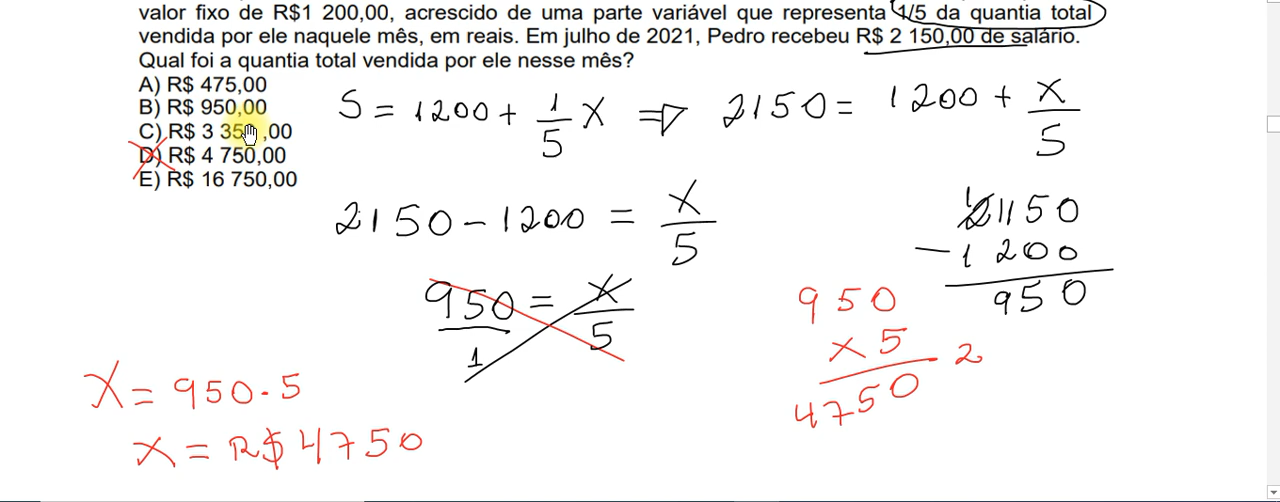 valor fixo de R$1 200,00, acrescido de uma parte variável que representa 1/5 da quantia total
vendida por ele naquele mês, em reais. Em julho de 2021, Pedro recebeu R$ 2 150,00 de salário.
Qual foi a quantia total vendida por ele nesse mês?
A) R$ 475,00
B) R$ 950,00
C) R$ 3 35 ,00
D) R$ 4 750,00
E) R$ 16 750,00
S = 1200 + 1/5 X ⇒ 2150 = 1200 + X/5
2150 - 1200 = X/5
950 = X/5
1
X = 950 . 5
X = R$ 4750
2150
- 1200
950
950
x 5 2
4750